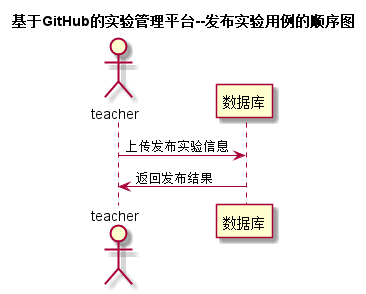 基于GitHub的实验管理平台--发布实验用例的顺序图
teacher
数据库
上传发布实验信息
返回发布结果
teacher
数据库